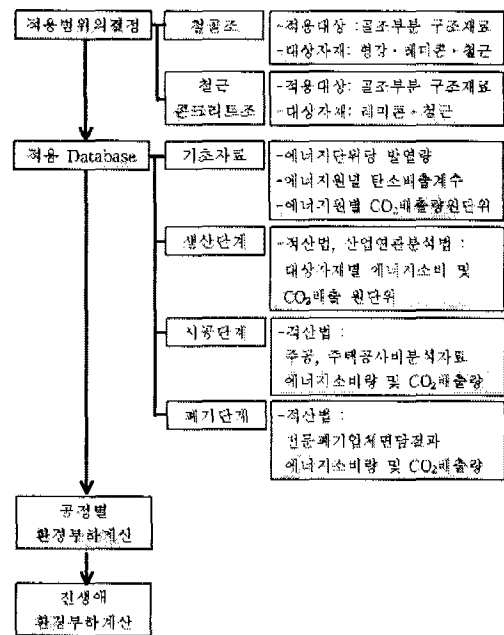 적용범위의결정
철골조
-적용대상 :골조부분 구조재료
-대상자재: 형강·레미콘·철근
철근
콘크리트조
-적용대상: 골조부분 구조재료
-대상자재: 레미콘·철근
적용 Database
기초자료
-에너지단위당 발열량
-에너지원별 탄소배출계수
-에너지원별 CO₂배출량원단위
생산단계
-적산법, 산업연관분석법 :
대상자재별 에너지소비 및
CO₂배출 원단위
시공단계
-적산법 :
주공, 주택공사비분석자료
에너지소비량 및 CO₂배출량
폐기단계
-적산법 :
전문폐기업체면담결과
에너지소비량 및 CO₂배출량
공정별
환경부하계산
전생애
환경부하계산